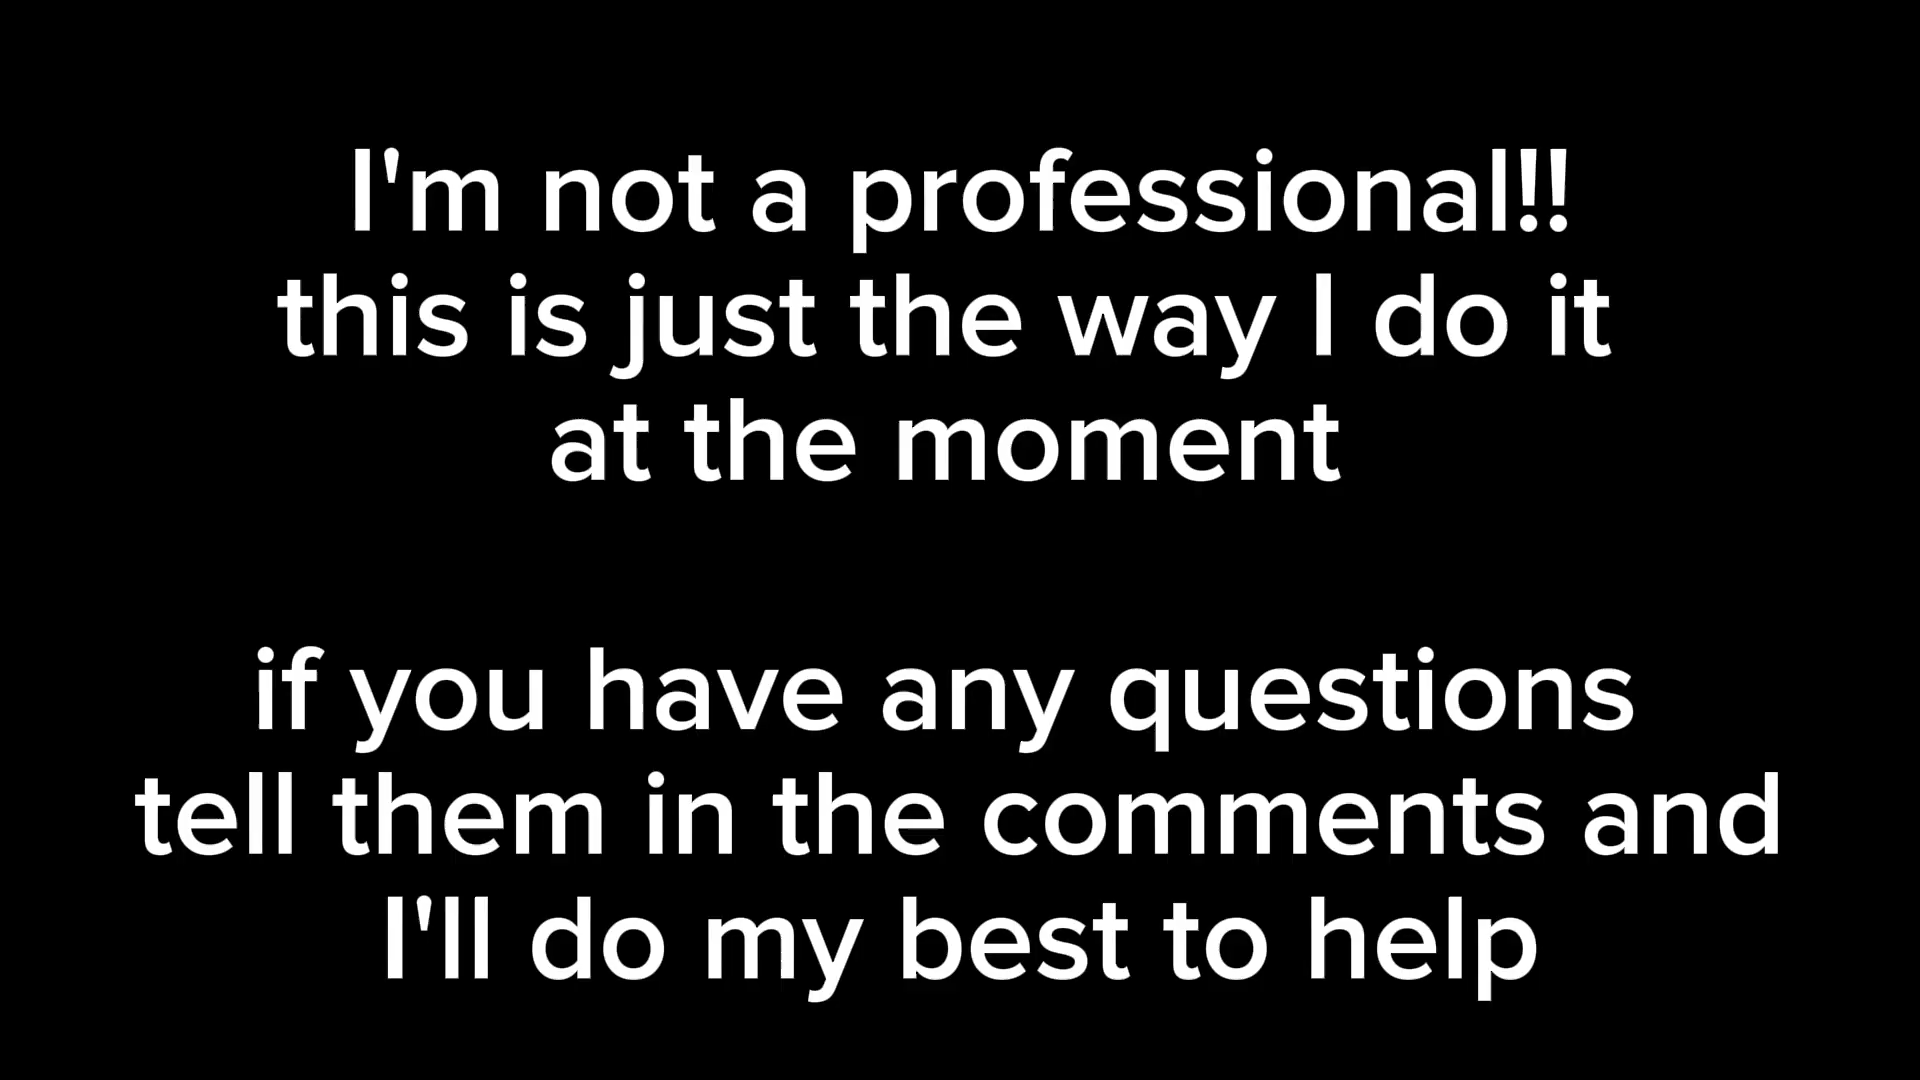 I'm not a professional!!
this is just the way I do it
at the moment
if you have any questions
tell them in the comments and
I'll do my best to help